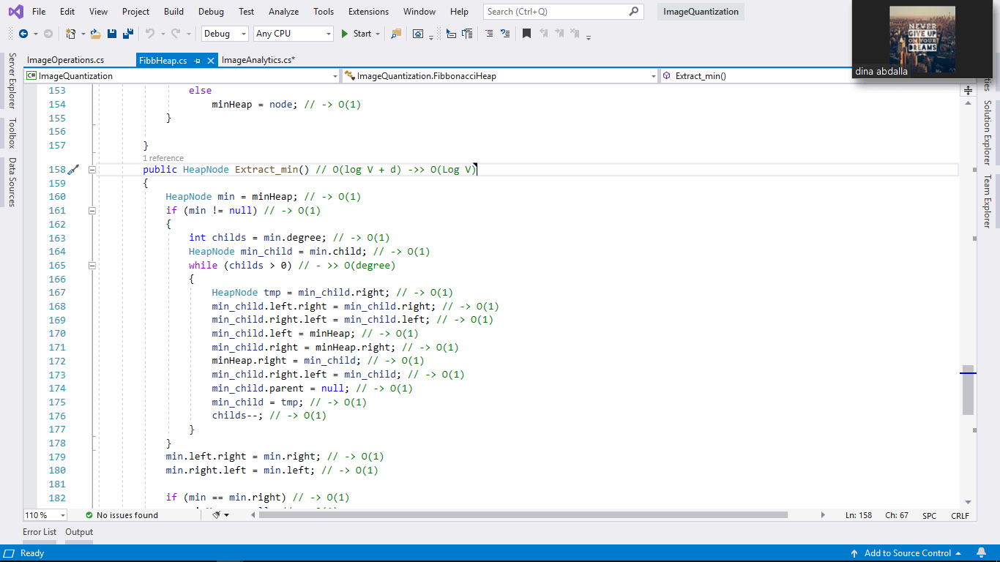 File Edit View Project Build Debug Test Analyze Tools Extensions Window Help Search (Ctrl+Q) ImageQuantization
Debug Any CPU Start
NEVER
GIVE UP
ON YOUR
DREAMS
dina abdalla
ImageOperations.cs FibbHeap.cs ImageAnalytics.cs*
C# ImageQuantization ImageQuantization.FibbonacciHeap Extract_min()
Server Explorer
Toolbox
Data Sources
Solution Explorer
Team Explorer
153 else
154 minHeap = node; // -> O(1)
155 }
156
157 }
1 reference
158 public HeapNode Extract_min() // O(log V + d) ->> O(Log V)
159 {
160 HeapNode min = minHeap; // -> O(1)
161 if (min != null) // -> O(1)
162 {
163 int childs = min.degree; // -> O(1)
164 HeapNode min_child = min.child; // -> O(1)
165 while (childs > 0) // - >> O(degree)
166 {
167 HeapNode tmp = min_child.right; // -> O(1)
168 min_child.left.right = min_child.right; // -> O(1)
169 min_child.right.left = min_child.left; // -> O(1)
170 min_child.left = minHeap; // -> O(1)
171 min_child.right = minHeap.right; // -> O(1)
172 minHeap.right = min_child; // -> O(1)
173 min_child.right.left = min_child; // -> O(1)
174 min_child.parent = null; // -> O(1)
175 min_child = tmp; // -> O(1)
176 childs--; // -> O(1)
177 }
178 }
179 min.left.right = min.right; // -> O(1)
180 min.right.left = min.left; // -> O(1)
181
182 if (min == min.right) // -> O(1)
110 % No issues found Ln: 158 Ch: 67 SPC CRLF
Error List Output
Ready Add to Source Control